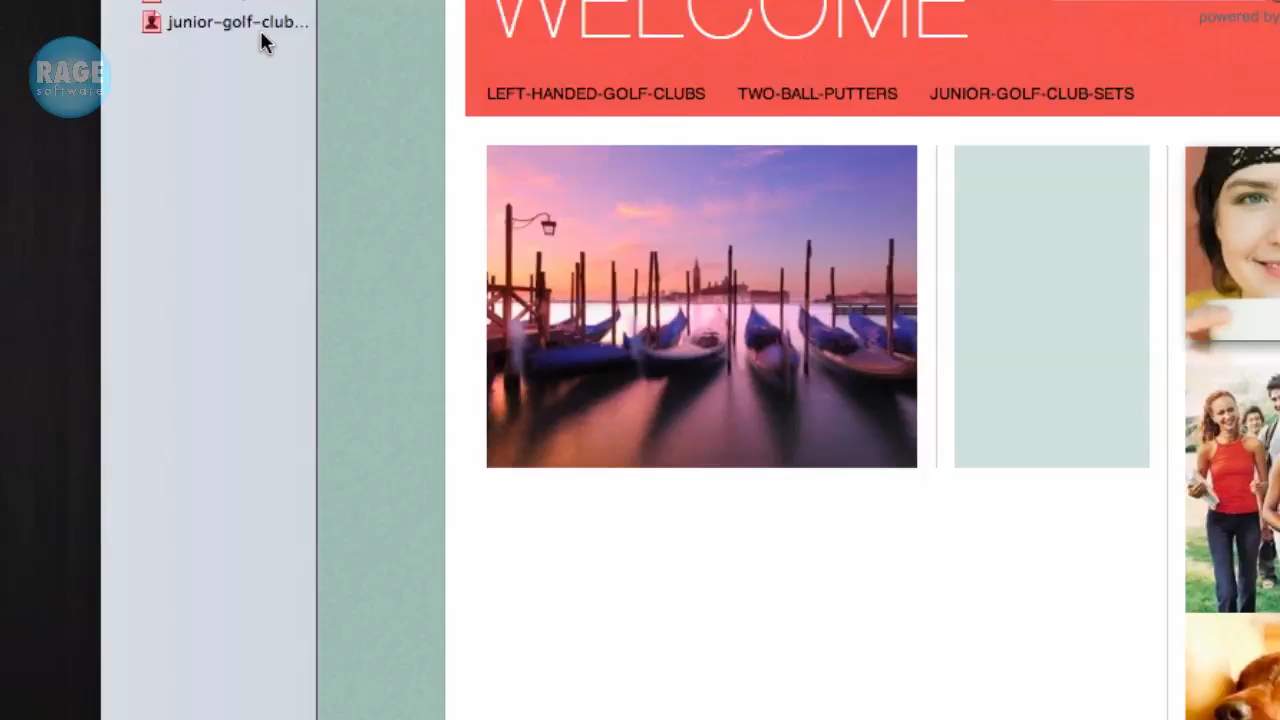 junior-golf-club...
RAGE
software
WELCOME
powered by
LEFT-HANDED-GOLF-CLUBS TWO-BALL-PUTTERS JUNIOR-GOLF-CLUB-SETS